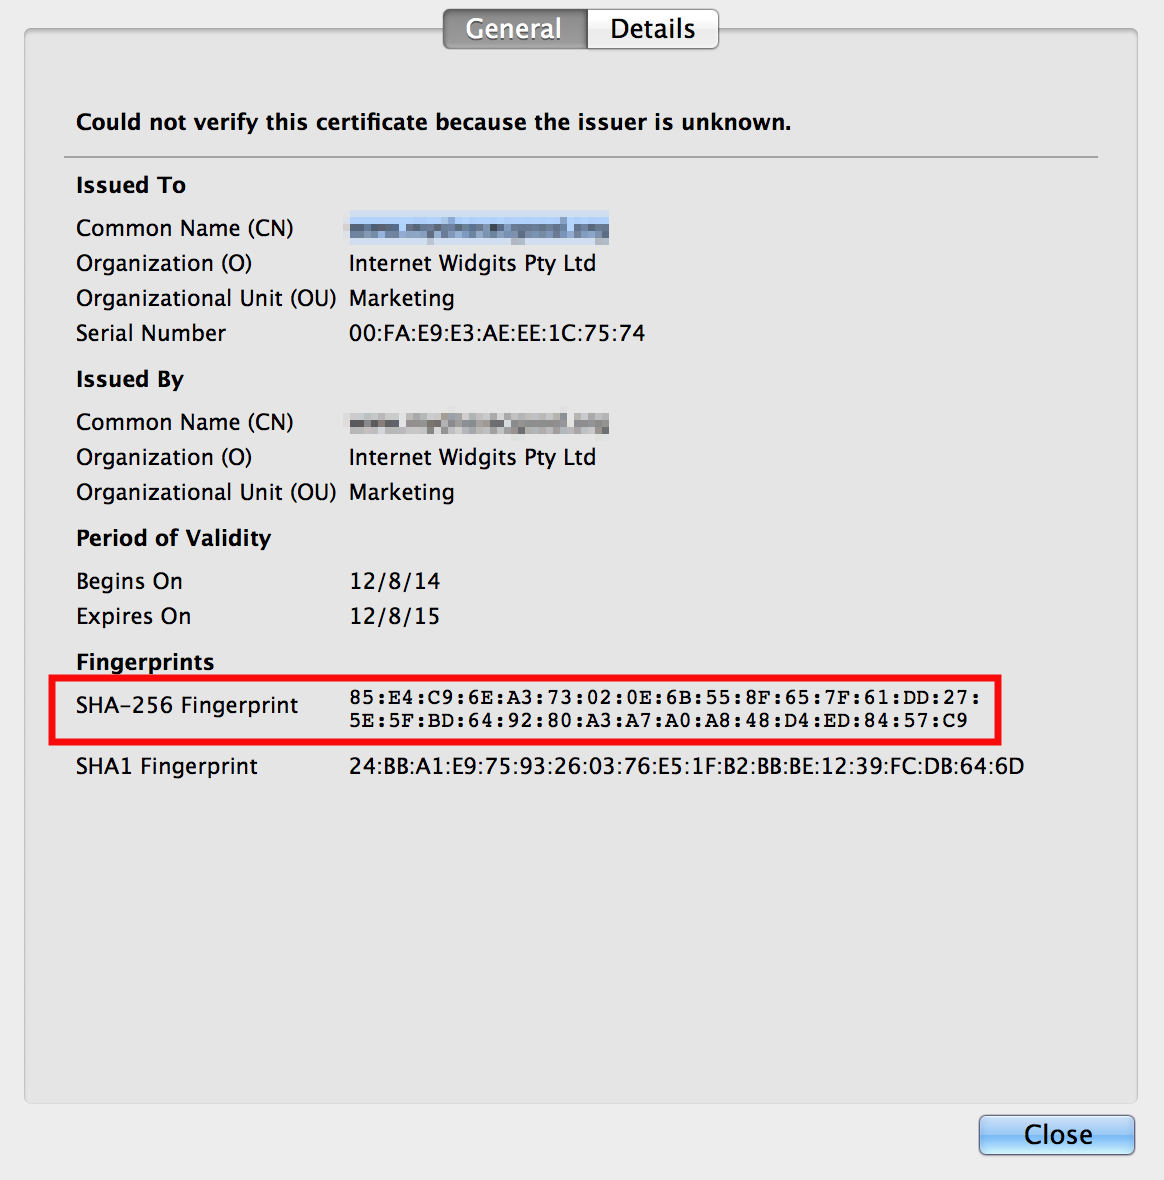 General Details
Could not verify this certificate because the issuer is unknown.
Issued To
Common Name (CN)
Organization (O) Internet Widgits Pty Ltd
Organizational Unit (OU) Marketing
Serial Number 00:FA:E9:E3:AE:EE:1C:75:74
Issued By
Common Name (CN)
Organization (O) Internet Widgits Pty Ltd
Organizational Unit (OU) Marketing
Period of Validity
Begins On 12/8/14
Expires On 12/8/15
Fingerprints
SHA-256 Fingerprint 85:E4:C9:6E:A3:73:02:0E:6B:55:8F:65:7F:61:DD:27:
5E:5F:BD:64:92:80:A3:A7:A0:A8:48:D4:ED:84:57:C9
SHA1 Fingerprint 24:BB:A1:E9:75:93:26:03:76:E5:1F:B2:BB:BE:12:39:FC:DB:64:6D
Close